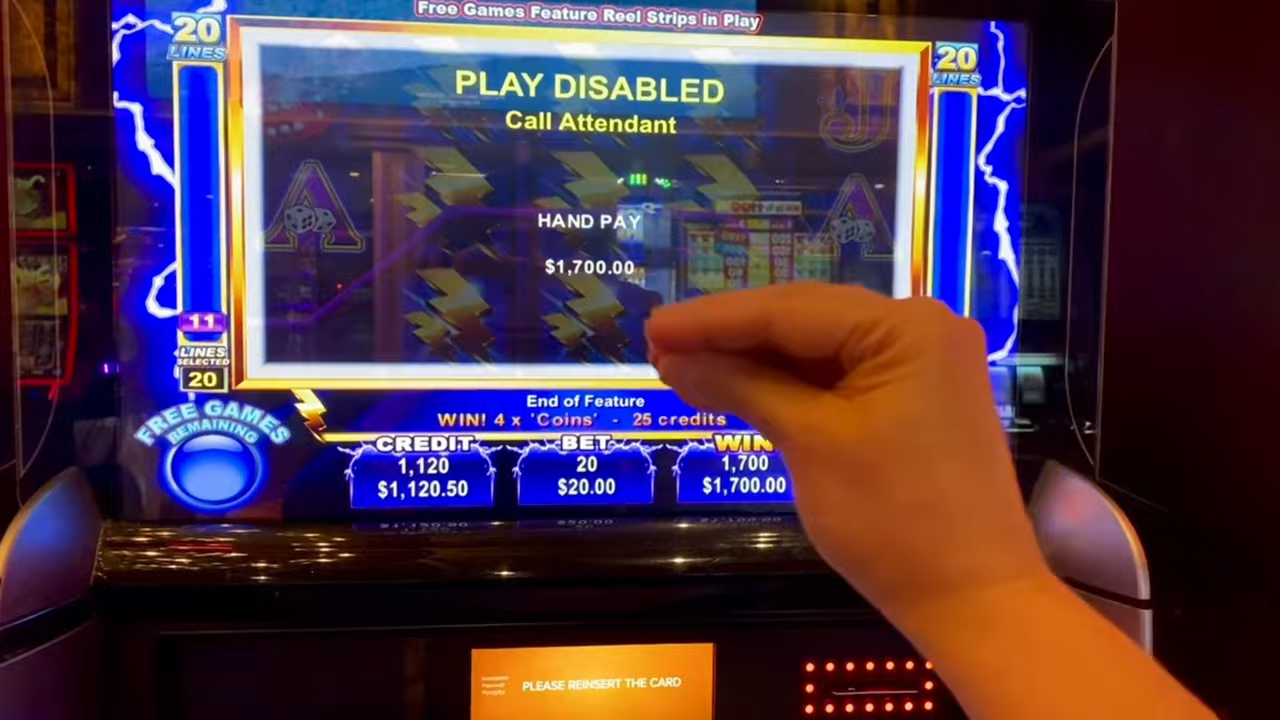 Free Games Feature Reel Strips in Play
20
LINES
20
LINES
PLAY DISABLED
Call Attendant
HAND PAY
$1,700.00
11
LINES
SELECTED
20
End of Feature
WIN! 4 x 'Coins' - 25 credits
FREE GAMES
REMAINING
CREDIT
1,120
$1,120.50
BET
20
$20.00
WIN
1,700
$1,700.00
PLEASE REINSERT THE CARD